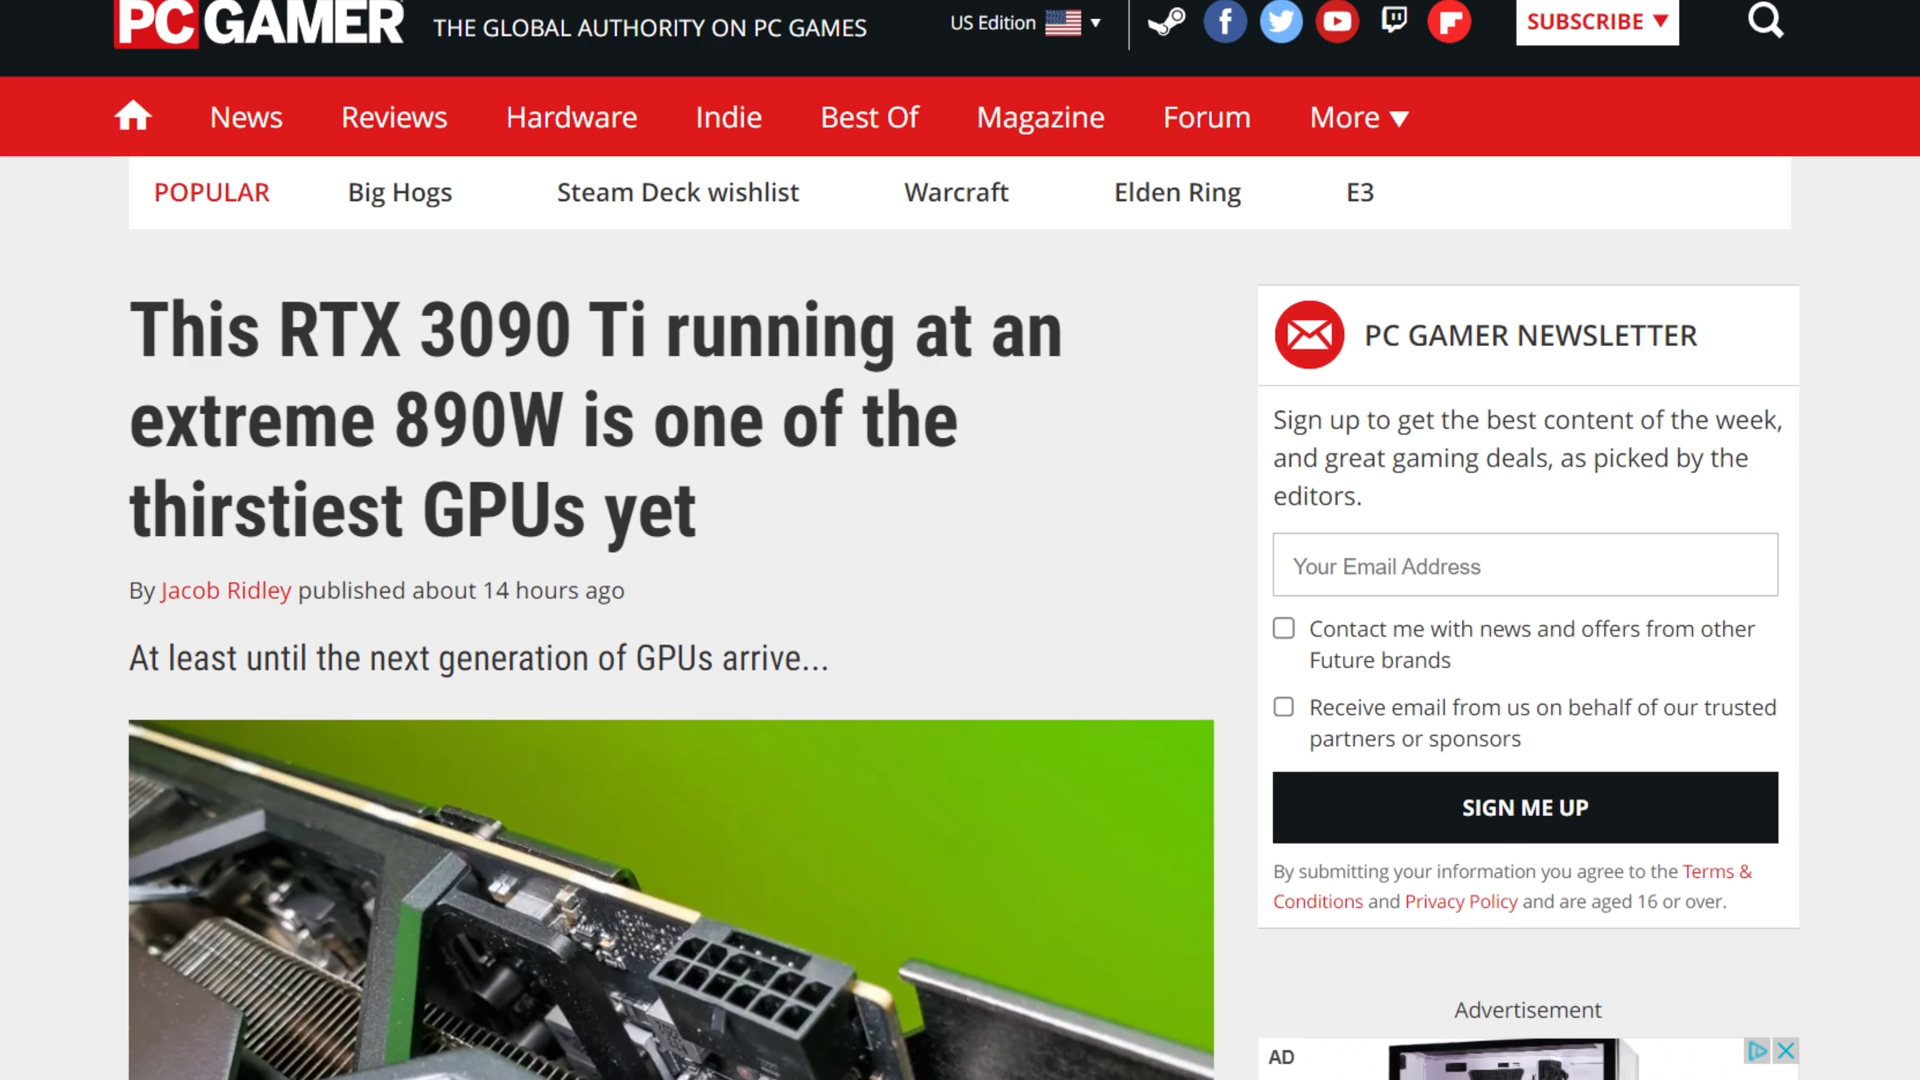 PC GAMER
THE GLOBAL AUTHORITY ON PC GAMES
US Edition
SUBSCRIBE
News
Reviews
Hardware
Indie
Best Of
Magazine
Forum
More
POPULAR
Big Hogs
Steam Deck wishlist
Warcraft
Elden Ring
E3
This RTX 3090 Ti running at an
extreme 890W is one of the
thirstiest GPUs yet
By Jacob Ridley published about 14 hours ago
At least until the next generation of GPUs arrive...
PC GAMER NEWSLETTER
Sign up to get the best content of the week,
and great gaming deals, as picked by the
editors.
Your Email Address
Contact me with news and offers from other
Future brands
Receive email from us on behalf of our trusted
partners or sponsors
SIGN ME UP
By submitting your information you agree to the Terms &
Conditions and Privacy Policy and are aged 16 or over.
Advertisement
AD